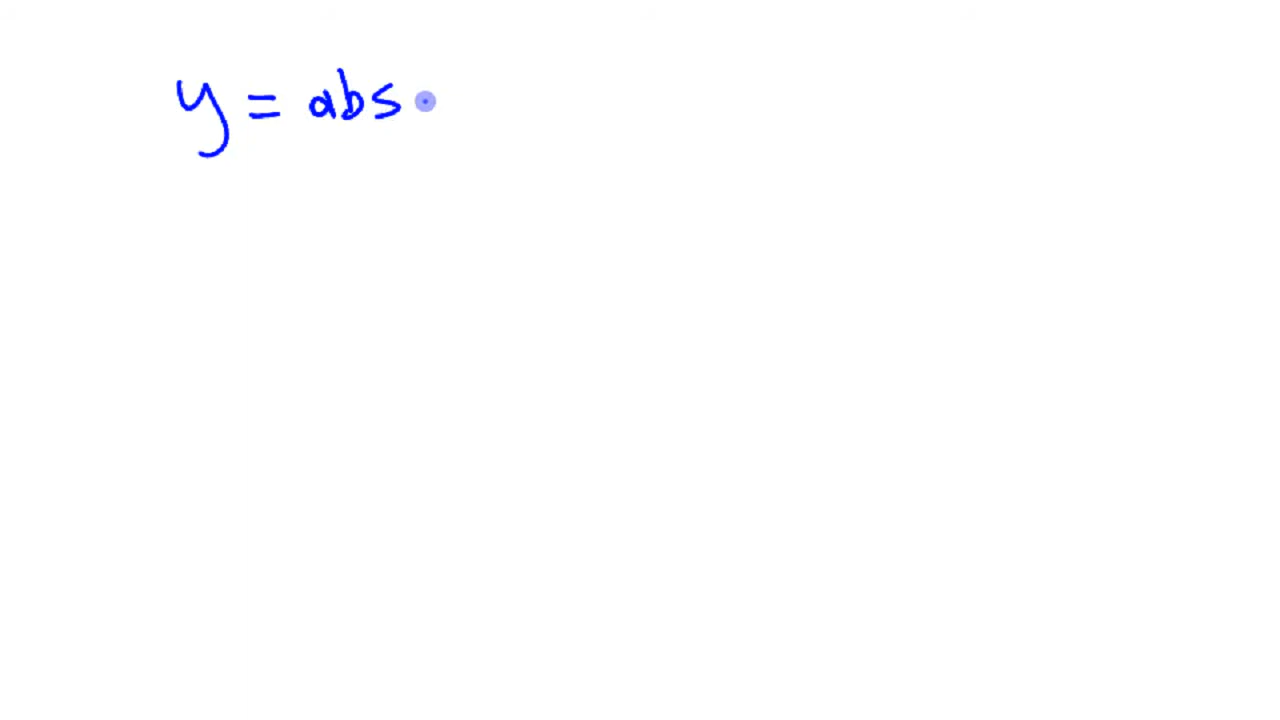 y = abs